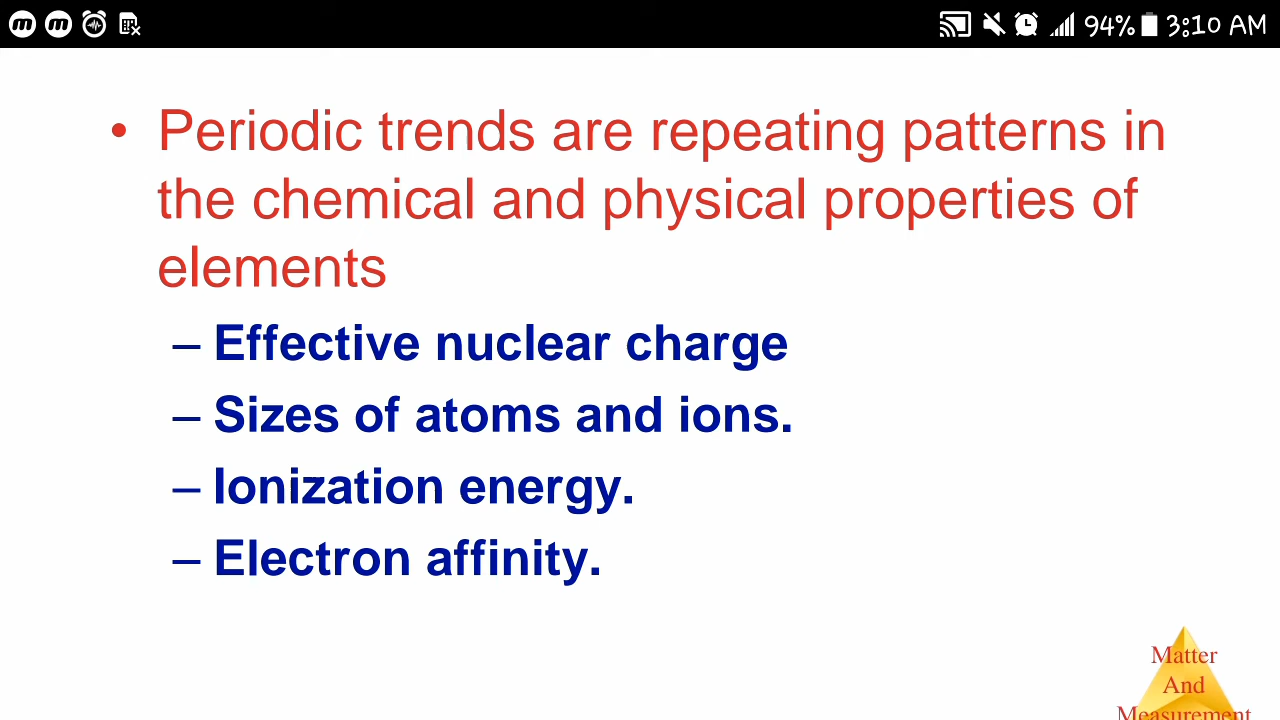 94% 3:10 AM
• Periodic trends are repeating patterns in
the chemical and physical properties of
elements
– Effective nuclear charge
– Sizes of atoms and ions.
– Ionization energy.
– Electron affinity.
Matter
And
Measurement